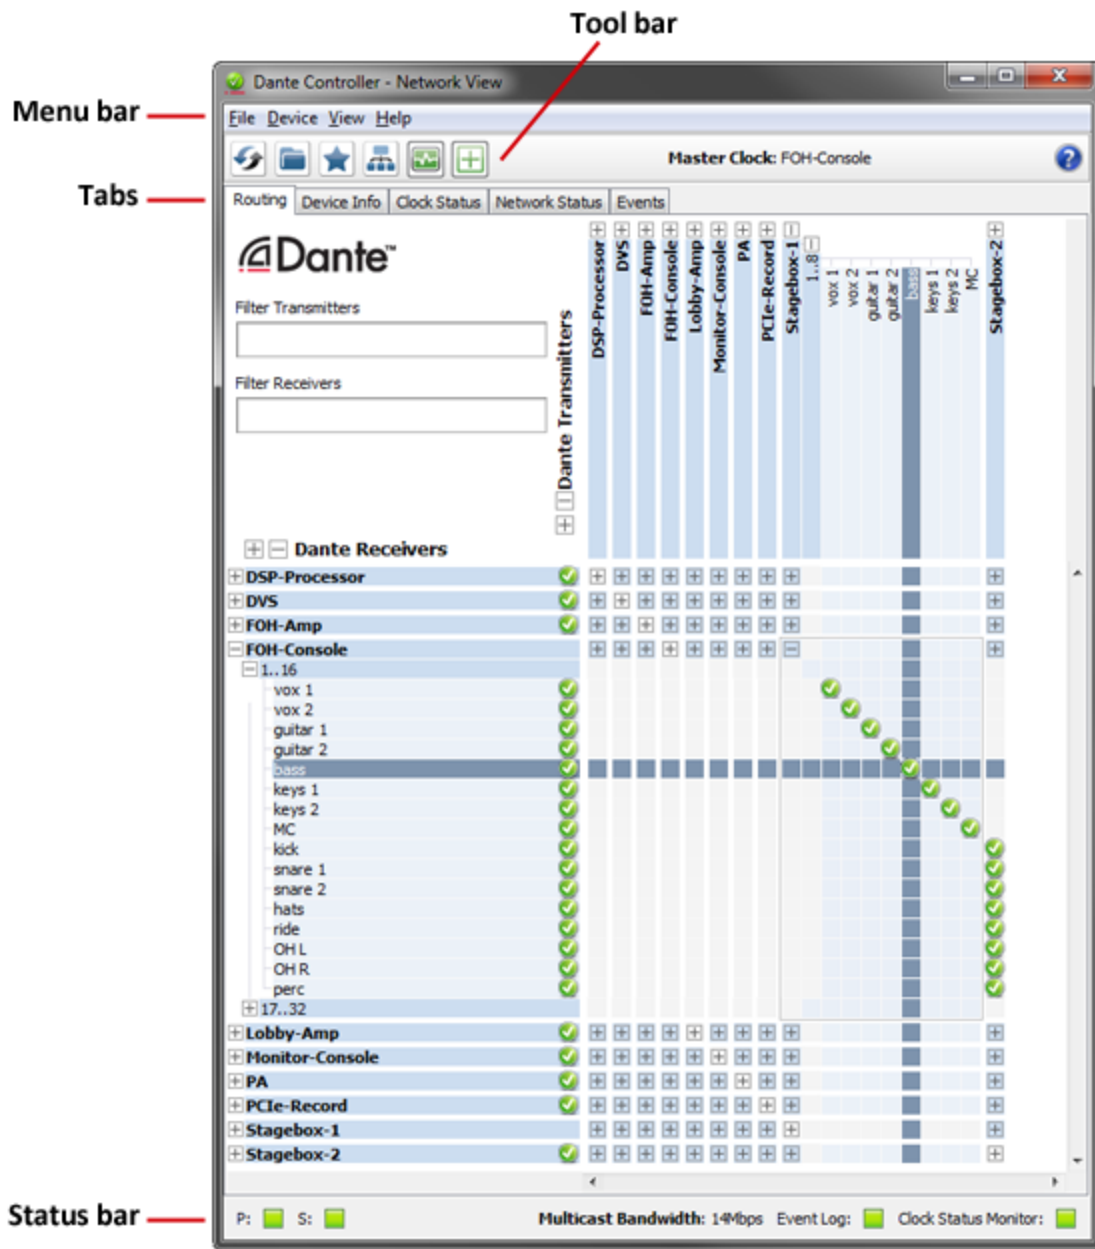 Tool bar
Dante Controller - Network View
Menu bar
File Device View Help
Master Clock: FOH-Console
?
Tabs
Routing Device Info Clock Status Network Status Events
Dante™
Filter Transmitters
Filter Receivers
Dante Transmitters
DSP-Processor
DVS
FOH-Amp
FOH-Console
Lobby-Amp
Monitor-Console
PA
PCIe-Record
Stagebox-1
1..8
vox 1
vox 2
guitar 1
guitar 2
bass
keys 1
keys 2
MC
Stagebox-2
Dante Receivers
DSP-Processor
DVS
FOH-Amp
FOH-Console
1..16
vox 1
vox 2
guitar 1
guitar 2
bass
keys 1
keys 2
MC
kick
snare 1
snare 2
hats
ride
OH L
OH R
perc
17..32
Lobby-Amp
Monitor-Console
PA
PCIe-Record
Stagebox-1
Stagebox-2
Status bar
P: S: Multicast Bandwidth: 14Mbps Event Log: Clock Status Monitor: